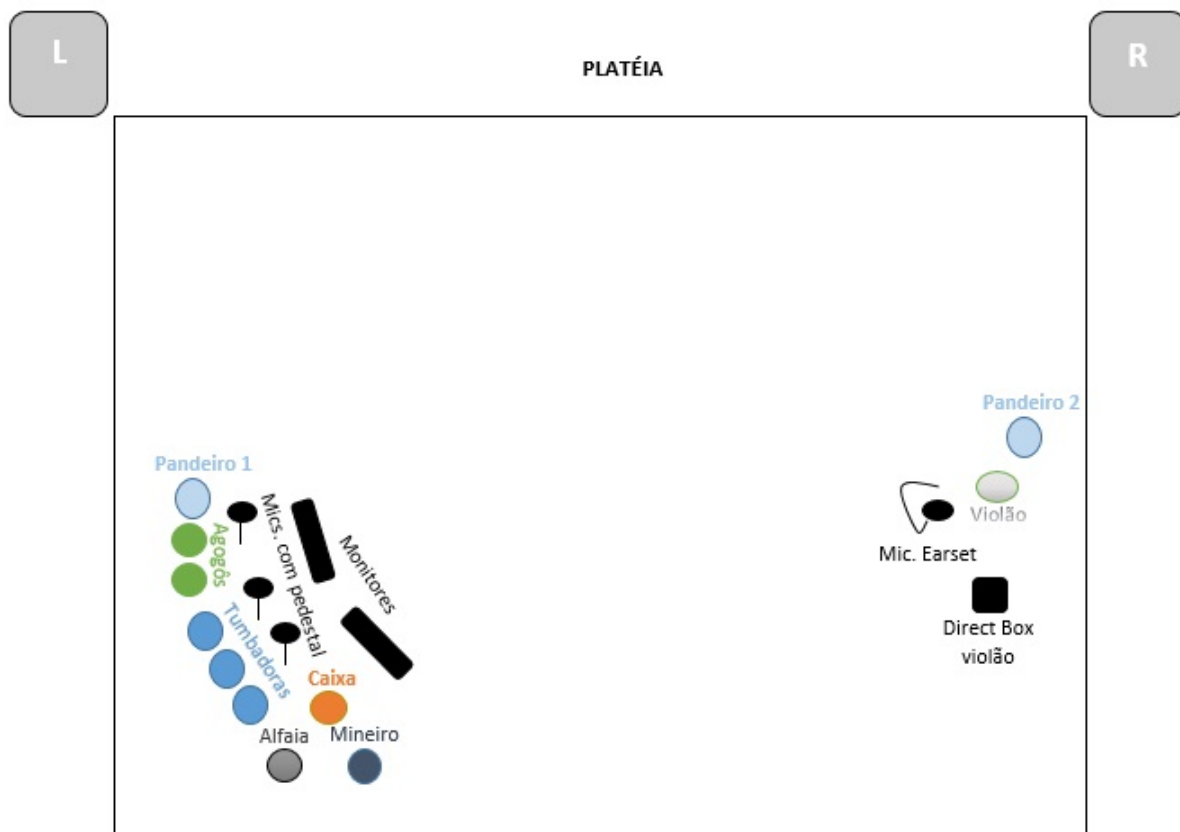 L
R
PLATÉIA
Pandeiro 2
Pandeiro 1
Agogôs
Mics. com pedestal
Monitores
Violão
Mic. Earset
Tumbadoras
Direct Box
violão
Caixa
Alfaia
Mineiro